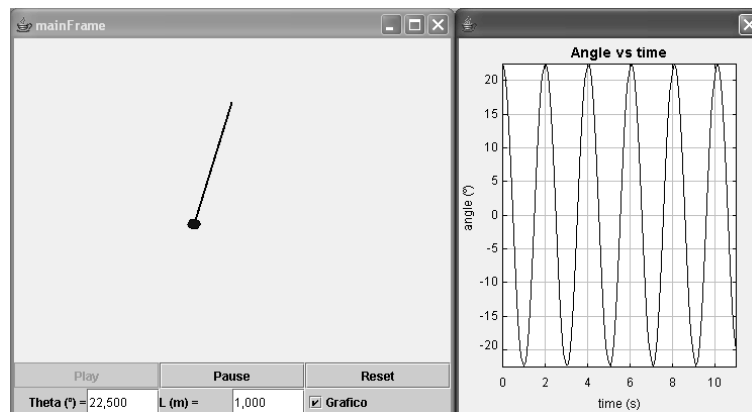 mainFrame
Play Pause Reset
Theta (º) = 22,500 L (m) = 1,000 Grafico
Angle vs time
angle (º)
20
15
10
5
0
-5
-10
-15
-20
0 2 4 6 8 10
time (s)